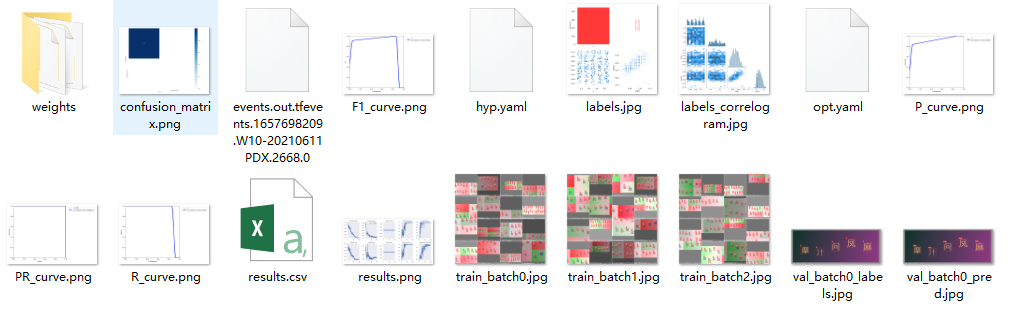 weights
confusion_matri
x.png
events.out.tfeve
nts.1657698209
.W10-20210611
PDX.2668.0
F1_curve.png
hyp.yaml
labels.jpg
labels_correlog
ram.jpg
opt.yaml
P_curve.png
PR_curve.png
R_curve.png
X
a,
results.csv
results.png
train_batch0.jpg
train_batch1.jpg
train_batch2.jpg
val_batch0_labe
ls.jpg
val_batch0_pre
d.jpg